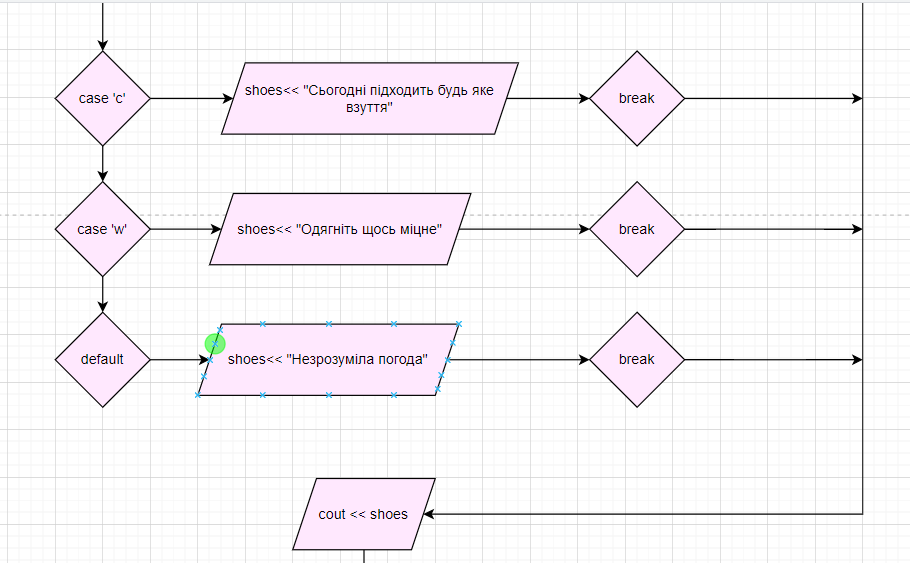 case 'c'
shoes<< "Сьогодні підходить будь яке
взуття"
break
case 'w'
shoes<< "Одягніть щось міцне"
break
default
shoes<< "Незрозуміла погода"
break
cout << shoes